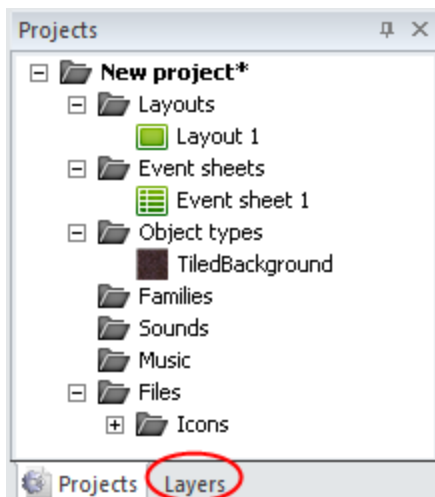 Projects
New project*
Layouts
Layout 1
Event sheets
Event sheet 1
Object types
TiledBackground
Families
Sounds
Music
Files
Icons
Projects Layers